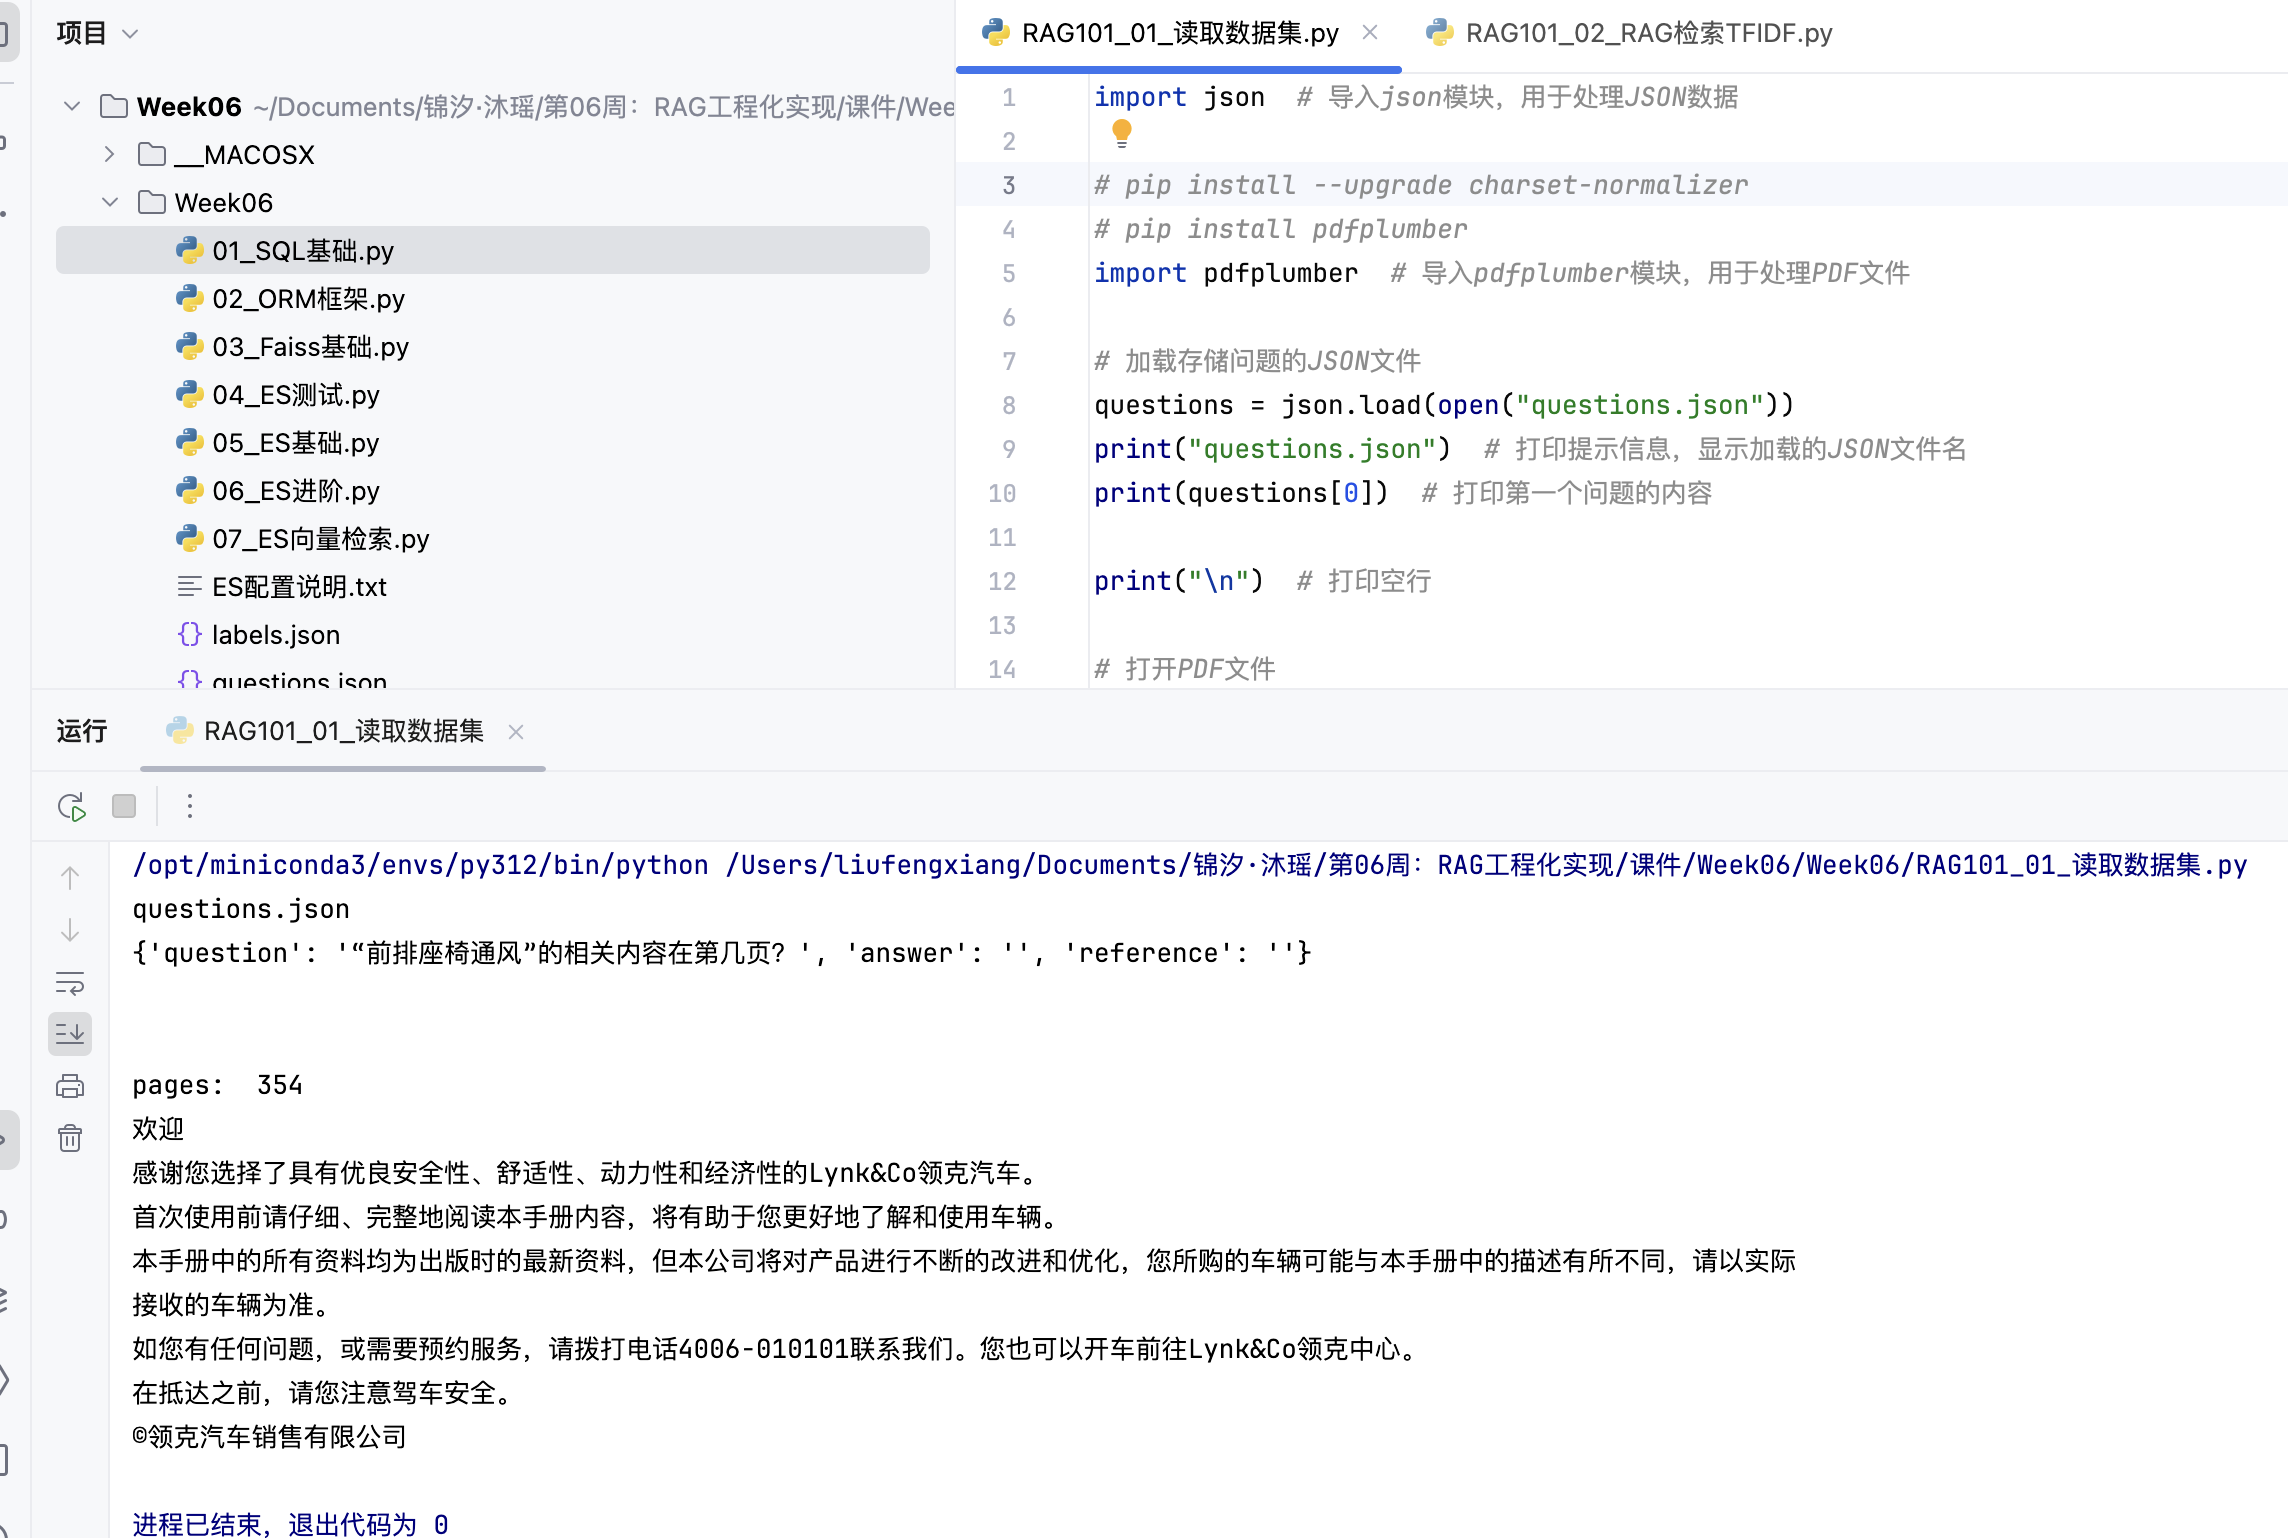 项目
Week06 ~/Documents/锦汐·沐瑶/第06周：RAG工程化实现/课件/Wee
__MACOSX
Week06
01_SQL基础.py
02_ORM框架.py
03_Faiss基础.py
04_ES测试.py
05_ES基础.py
06_ES进阶.py
07_ES向量检索.py
ES配置说明.txt
labels.json
questions.json
RAG101_01_读取数据集.py
RAG101_02_RAG检索TFIDF.py
1 import json  # 导入json模块，用于处理JSON数据
2
3 # pip install --upgrade charset-normalizer
4 # pip install pdfplumber
5 import pdfplumber  # 导入pdfplumber模块，用于处理PDF文件
6
7 # 加载存储问题的JSON文件
8 questions = json.load(open("questions.json"))
9 print("questions.json")  # 打印提示信息，显示加载的JSON文件名
10 print(questions[0])  # 打印第一个问题的内容
11
12 print("\n")  # 打印空行
13
14 # 打开PDF文件
运行
RAG101_01_读取数据集
/opt/miniconda3/envs/py312/bin/python /Users/liufengxiang/Documents/锦汐·沐瑶/第06周：RAG工程化实现/课件/Week06/Week06/RAG101_01_读取数据集.py
questions.json
{'question': '“前排座椅通风”的相关内容在第几页？', 'answer': '', 'reference': ''}
pages:  354
欢迎
感谢您选择了具有优良安全性、舒适性、动力性和经济性的Lynk&Co领克汽车。
首次使用前请仔细、完整地阅读本手册内容，将有助于您更好地了解和使用车辆。
本手册中的所有资料均为出版时的最新资料，但本公司将对产品进行不断的改进和优化，您所购的车辆可能与本手册中的描述有所不同，请以实际
接收的车辆为准。
如您有任何问题，或需要预约服务，请拨打电话4006-010101联系我们。您也可以开车前往Lynk&Co领克中心。
在抵达之前，请您注意驾车安全。
©领克汽车销售有限公司
进程已结束，退出代码为 0